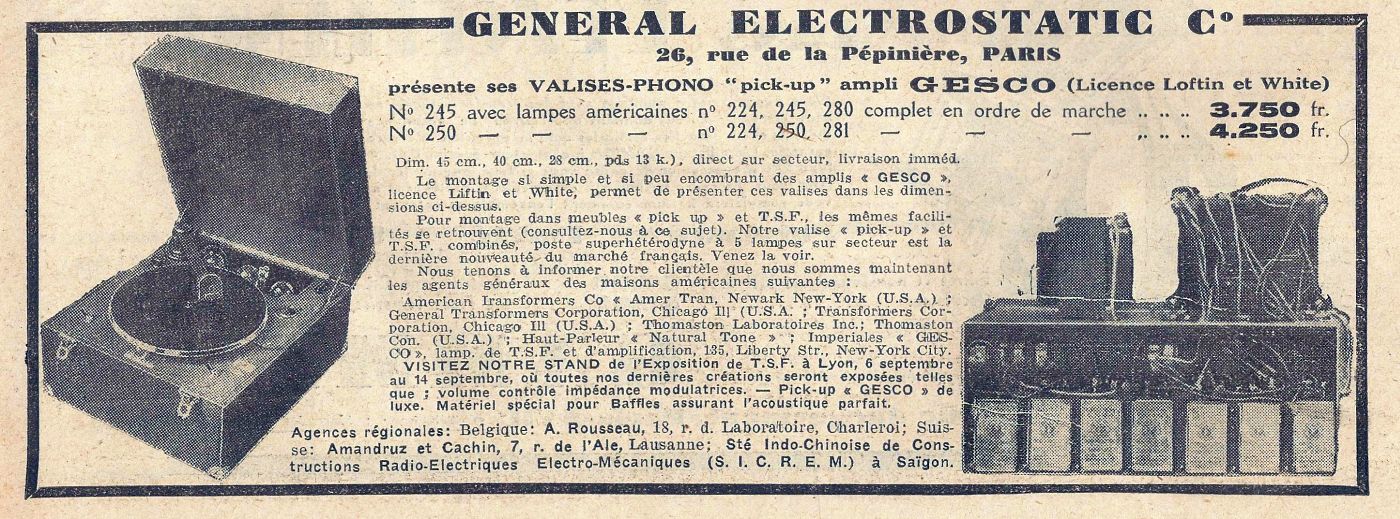 GENERAL ELECTROSTATIC Cº
26, rue de la Pépinière, PARIS
présente ses VALISES-PHONO "pick-up" ampli GESCO (Licence Loftin et White)
Nº 245 avec lampes américaines nº 224, 245, 280 complet en ordre de marche .. .. .. 3.750 fr.
Nº 250 — — — nº 224, 250, 281 — — — ,. .. 4.250 fr.
Dim. 45 cm., 40 cm., 28 cm., pds 13 k.), direct sur secteur, livraison imméd.
Le montage si simple et si peu encombrant des amplis « GESCO »,
licence Liftin et White, permet de présenter ces valises dans les dimen-
sions ci-dessus.
Pour montage dans meubles « pick up » et T.S.F., les mêmes facili-
tés se retrouvent (consultez-nous à ce sujet). Notre valise « pick-up » et
T.S.F. combinés, poste superhétérodyne à 5 lampes sur secteur est la
dernière nouveauté du marché français. Venez la voir.
Nous tenons à informer notre clientèle que nous sommes maintenant
les agents généraux des maisons américaines suivantes :
American Iransformers Co « Amer Tran, Newark New-York (U.S.A.) ;
General Transformers Corporation, Chicago Ill (U.S.A. ; Transformers Cor-
poration, Chicago Ill (U.S.A.) ; Thomaston Laboratoires Inc.; Thomaston
Con. (U.S.A.) ; Haut-Parleur « Natural Tone » ; Imperiales « GES-
CO », lamp. de T.S.F. et d'amplification, 135, Liberty Str., New-York City.
VISITEZ NOTRE STAND de l'Exposition de T.S.F. à Lyon, 6 septembre
au 14 septembre, où toutes nos dernières créations seront exposées telles
que ; volume contrôle impédance modulatrices. — Pick-up « GESCO » de
luxe. Matériel spécial pour Baffles assurant l'acoustique parfait.
Agences régionales: Belgique: A. Rousseau, 18, r. d. Laboratoire, Charleroi; Suis-
se: Amandruz et Cachin, 7, r. de l'Ale, Lausanne; Sté Indo-Chinoise de Cons-
tructions Radio-Electriques Electro-Mécaniques (S. I. C. R. E. M.) à Saïgon.